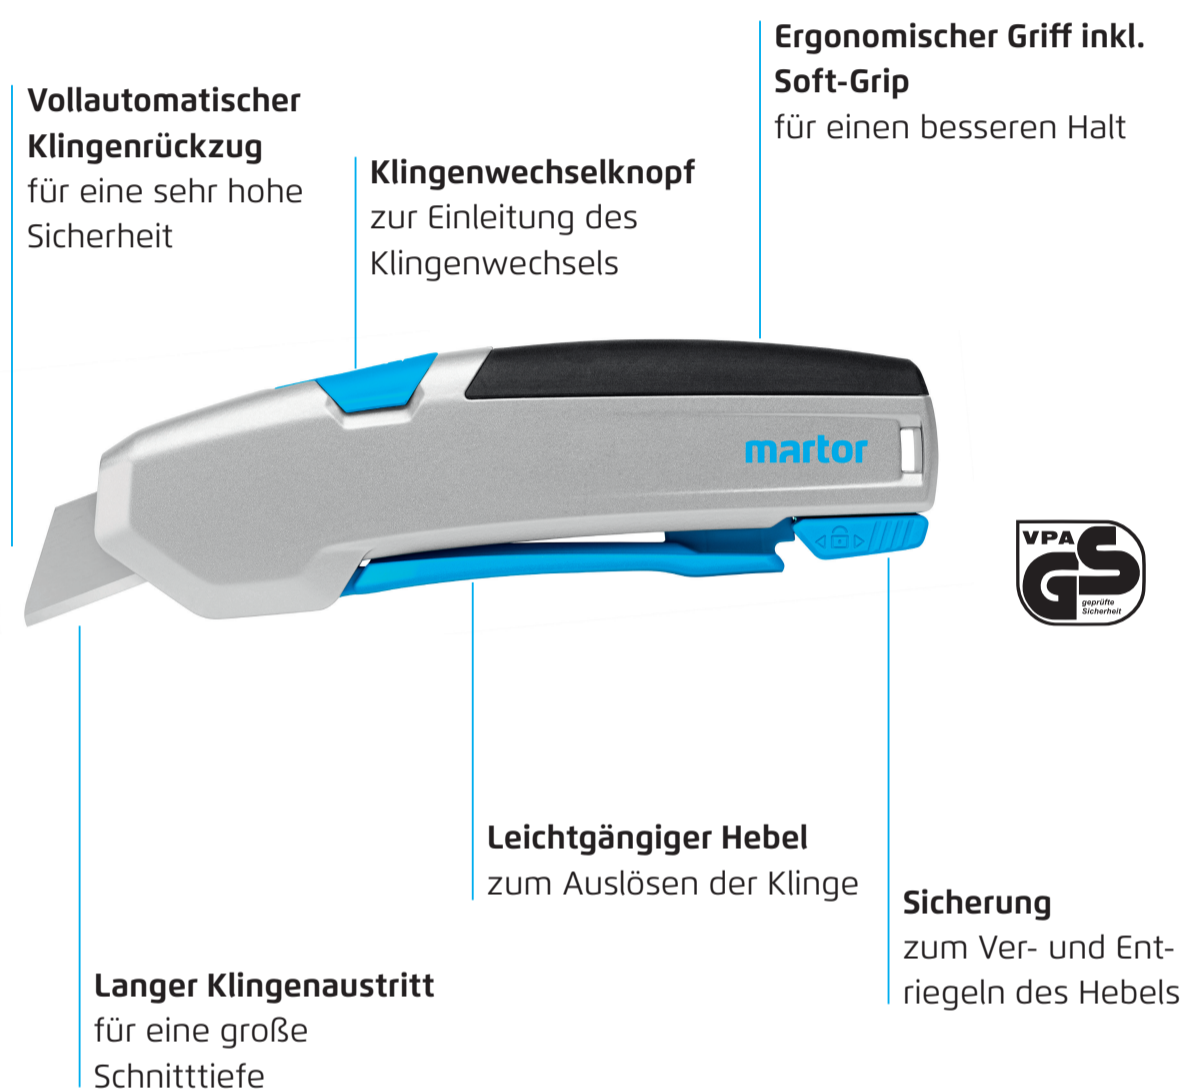 Ergonomischer Griff inkl.
Soft-Grip
für einen besseren Halt
Vollautomatischer
Klingenrückzug
für eine sehr hohe
Sicherheit
Klingenwechselknopf
zur Einleitung des
Klingenwechsels
martor
VPA
GS
geprüfte
Sicherheit
Leichtgängiger Hebel
zum Auslösen der Klinge
Sicherung
zum Ver- und Ent-
riegeln des Hebels
Langer Klingenaustritt
für eine große
Schnitttiefe